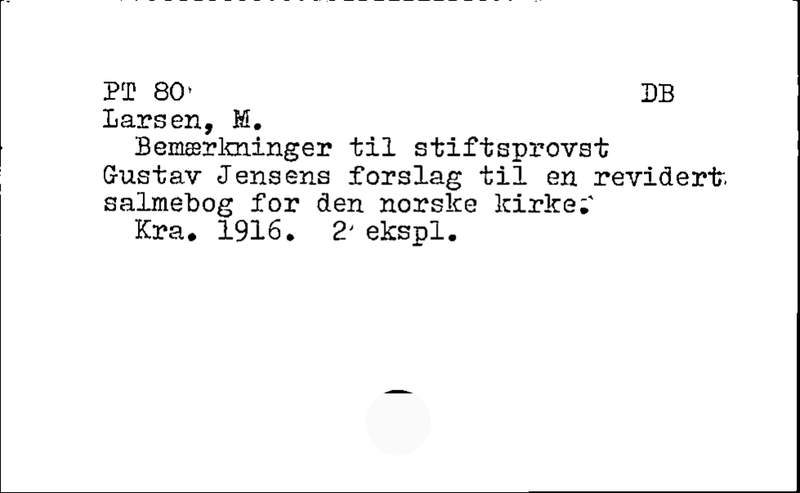 PT 80 DB
Larsen, M.
Bemærkninger til stiftsprovst
Gustav Jensens forslag til en revidert
salmebog for den norske kirke.
Kra. 1916. 2 ekspl.